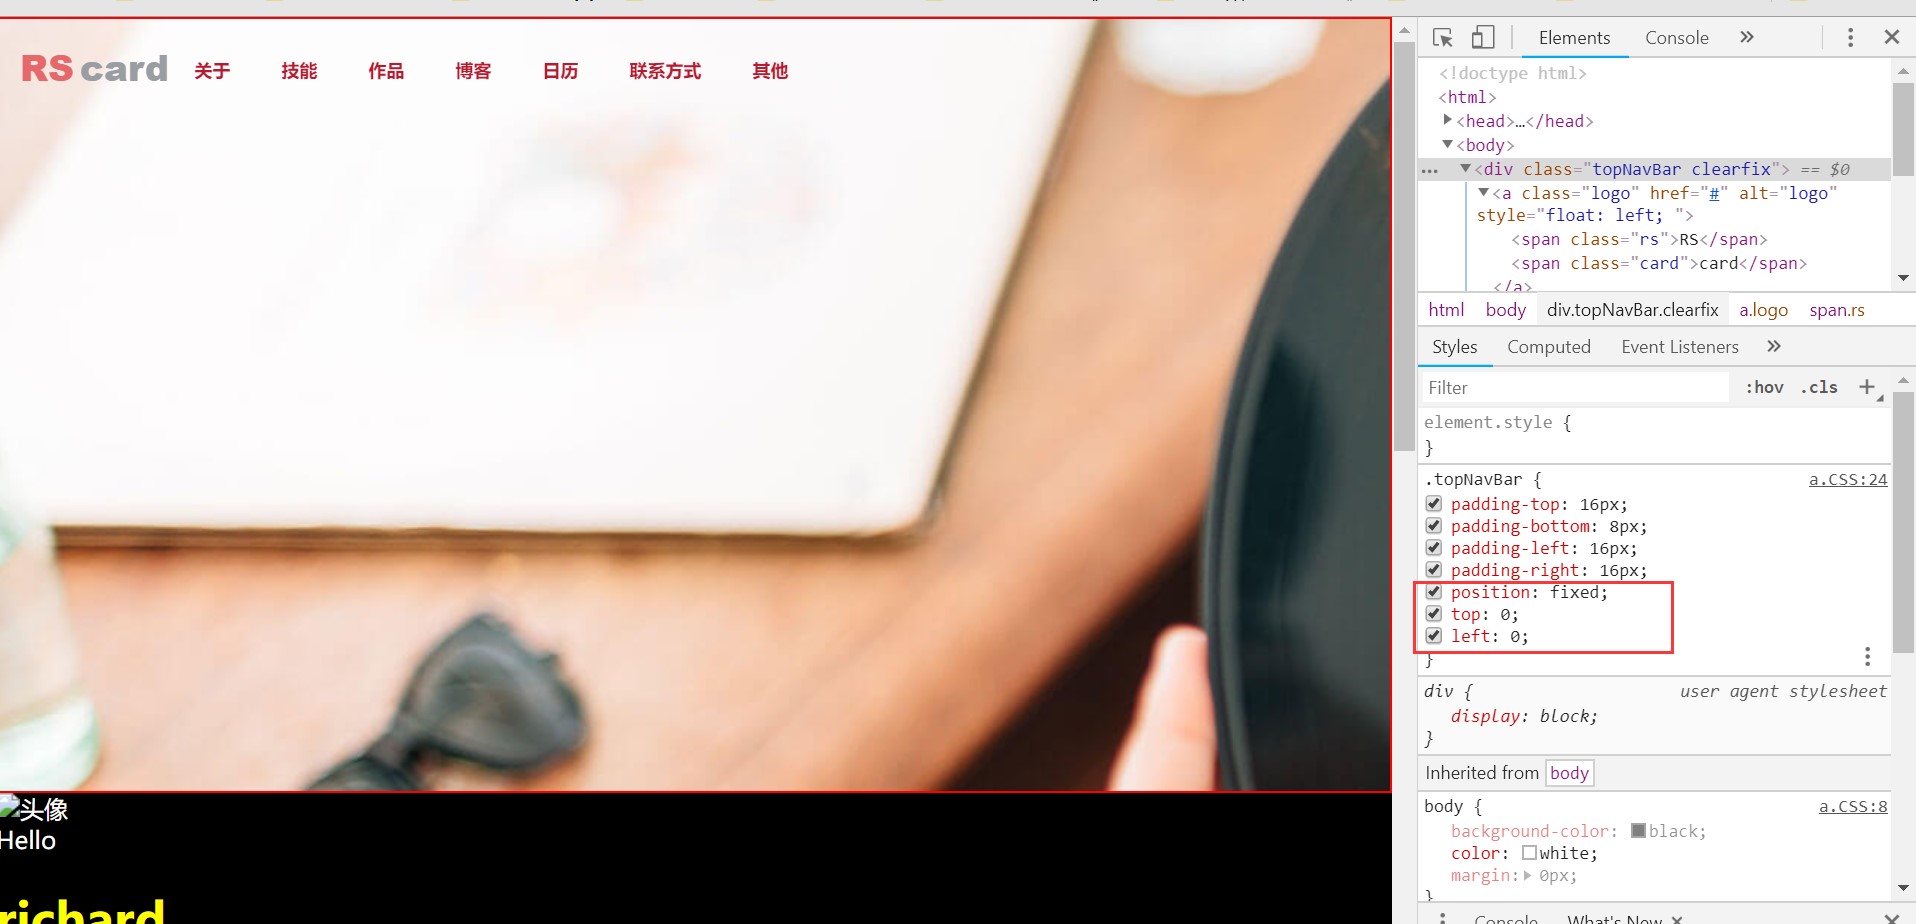 RS card 关于 技能 作品 博客 日历 联系方式 其他
头像
Hello
richard
Elements Console »
<!doctype html>
<html>
<head>…</head>
<body>
<div class="topNavBar clearfix"> == $0
<a class="logo" href="#" alt="logo"
style="float: left; ">
<span class="rs">RS</span>
<span class="card">card</span>
</a>
html body div.topNavBar.clearfix a.logo span.rs
Styles Computed Event Listeners »
Filter :hov .cls +
element.style {
}
.topNavBar { a.CSS:24
padding-top: 16px;
padding-bottom: 8px;
padding-left: 16px;
padding-right: 16px;
position: fixed;
top: 0;
left: 0;
}
div { user agent stylesheet
display: block;
}
Inherited from body
body { a.CSS:8
background-color: black;
color: white;
margin: 0px;
}
Console What's New ×